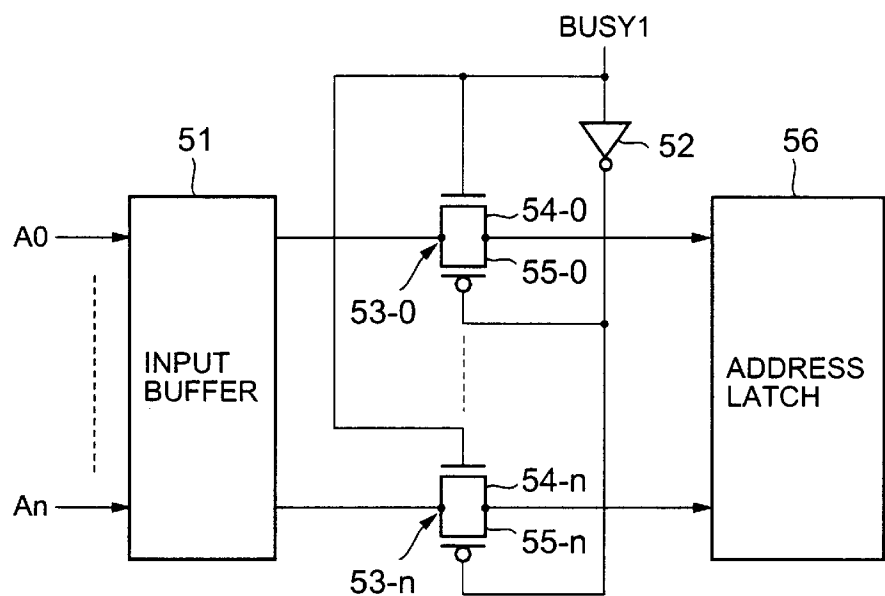 BUSY1
51
52
56
A0
54-0
55-0
53-0
INPUT
BUFFER
ADDRESS
LATCH
An
54-n
55-n
53-n